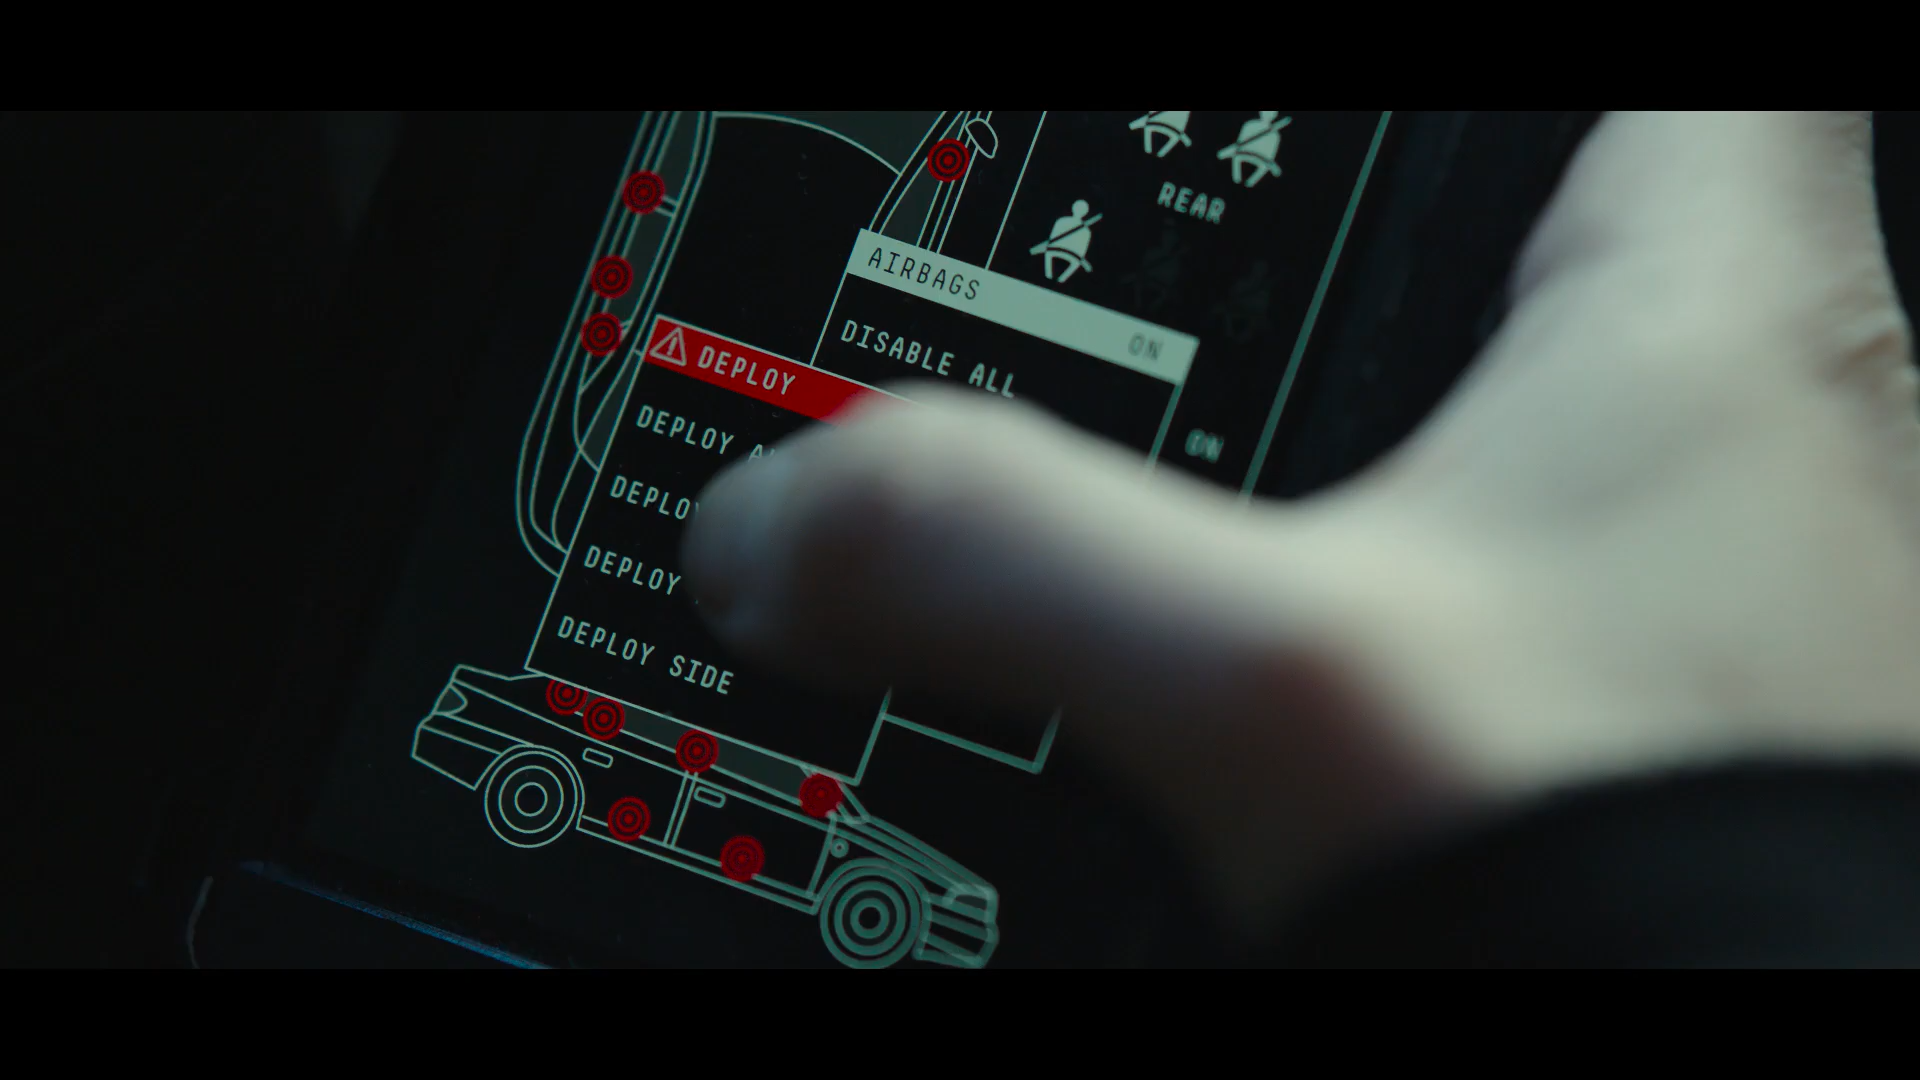 REAR
AIRBAGS ON
DISABLE ALL
DEPLOY
ON
DEPLOY
DEPLOY
DEPLOY
DEPLOY SIDE